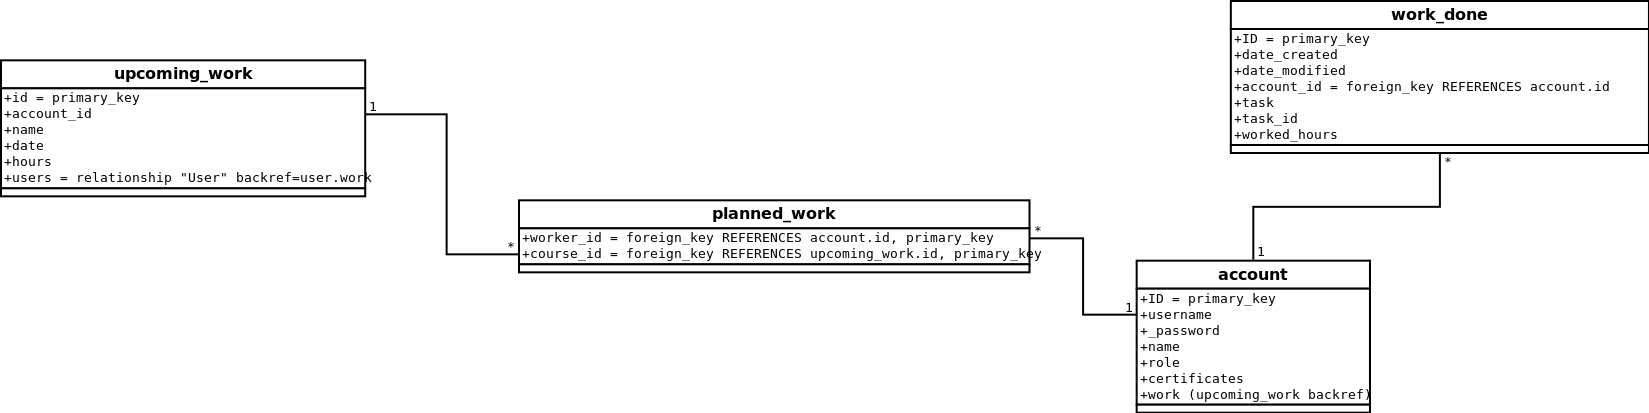 work_done
+ID = primary_key
+date_created
+date_modified
+account_id = foreign_key REFERENCES account.id
+task
+task_id
+worked_hours
*
upcoming_work
+id = primary_key
+account_id
+name
+date
+hours
+users = relationship "User" backref=user.work
1
*
planned_work
+worker_id = foreign_key REFERENCES account.id, primary_key
+course_id = foreign_key REFERENCES upcoming_work.id, primary_key
*
1
1
account
+ID = primary_key
+username
+_password
+name
+role
+certificates
+work (upcoming_work backref)